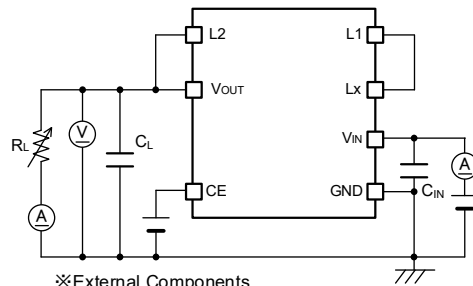 L2 L1
VOUT Lx
RL V CL VIN A
CE GND CIN
A
※External Components